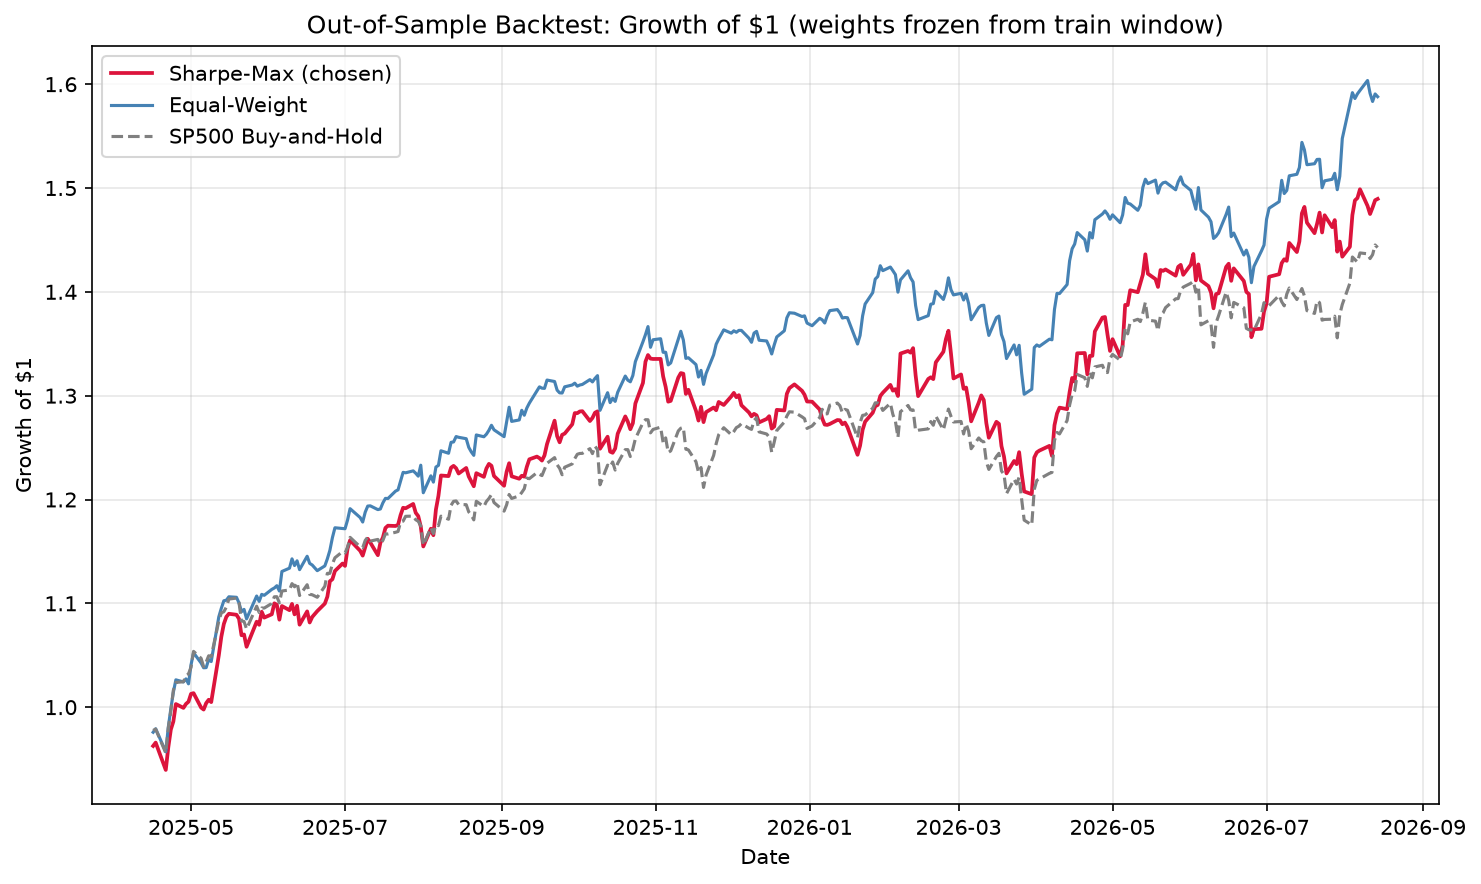 Out-of-Sample Backtest: Growth of $1 (weights frozen from train window)
Sharpe-Max (chosen)
Equal-Weight
SP500 Buy-and-Hold
Growth of $1
1.6
1.5
1.4
1.3
1.2
1.1
1.0
2025-05
2025-07
2025-09
2025-11
2026-01
2026-03
2026-05
2026-07
2026-09
Date